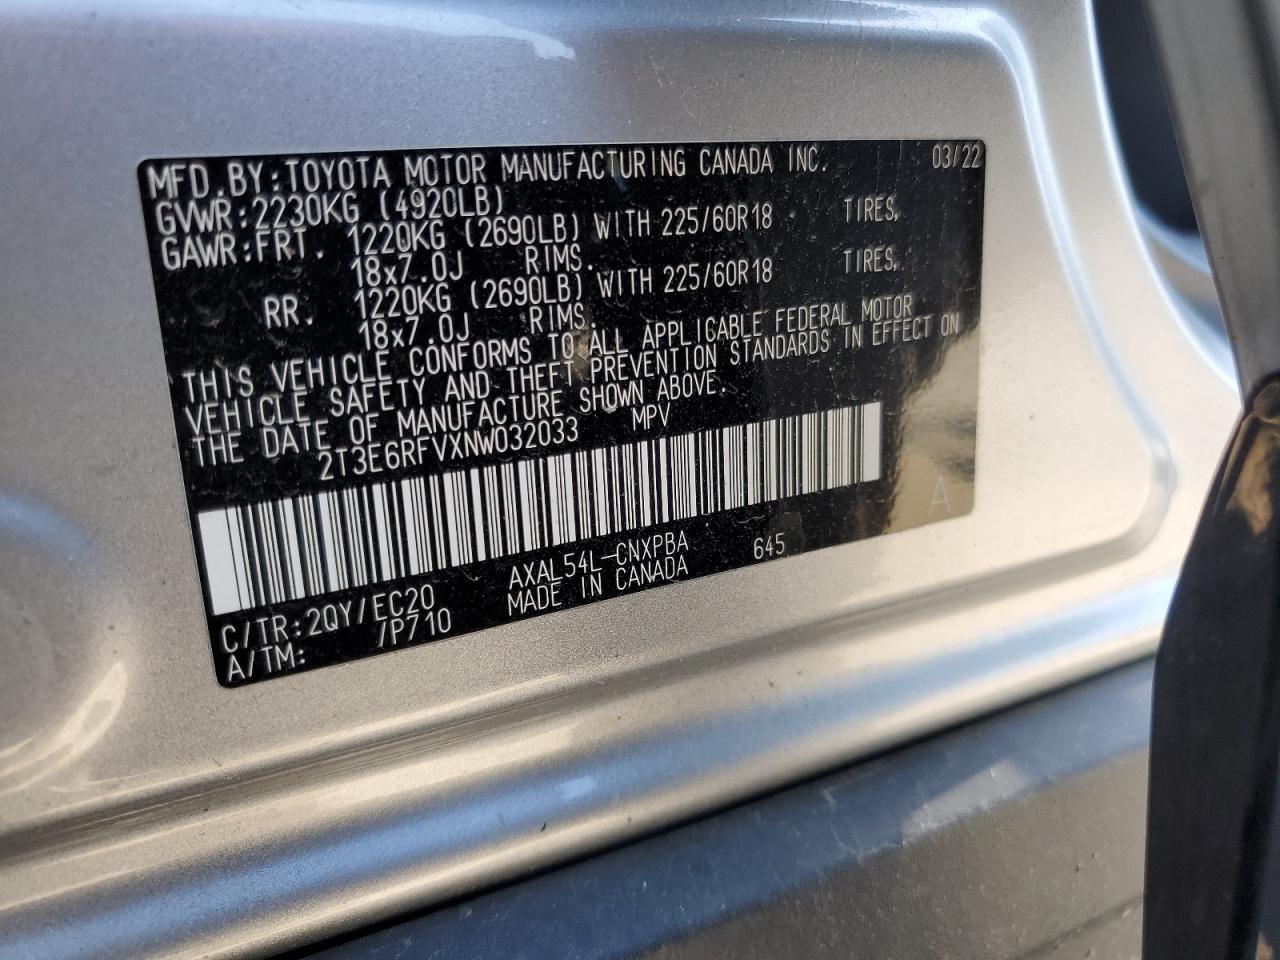 MFD.BY:TOYOTA MOTOR MANUFACTURING CANADA INC. 03/22
GVWR:2230KG (4920LB)
GAWR:FRT. 1220KG (2690LB) WITH 225/60R18 TIRES,
18x7.0J RIMS.
RR. 1220KG (2690LB) WITH 225/60R18 TIRES,
18x7.0J RIMS.
THIS VEHICLE CONFORMS TO ALL APPLICABLE FEDERAL MOTOR
VEHICLE SAFETY AND THEFT PREVENTION STANDARDS IN EFFECT ON
THE DATE OF MANUFACTURE SHOWN ABOVE.
2T3E6RFVXNW032033 MPV
A
C/TR:2QY/EC20 AXAL54L-CNXPBA 645
A/TM: /P710 MADE IN CANADA